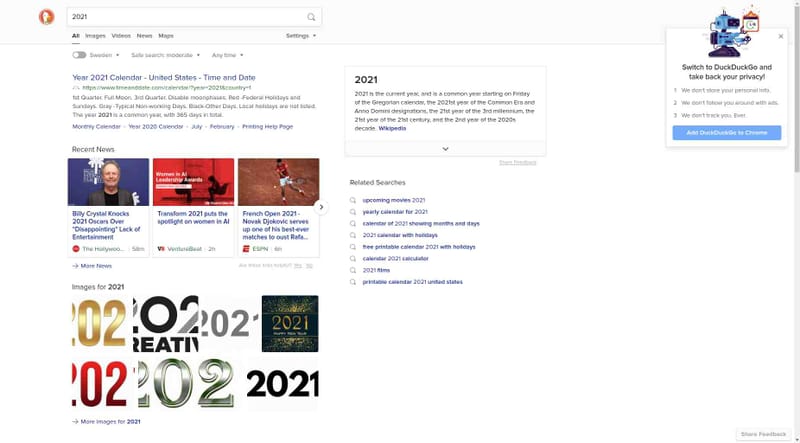 2021
All Images Videos News Maps Settings
Sweden Safe search: moderate Any time
Year 2021 Calendar - United States - Time and Date
https://www.timeanddate.com/calendar/?year=2021&country=1
1st Quarter. Full Moon. 3rd Quarter. Disable moonphases. Red-Federal Holidays and
Sundays. Gray-Typical Non-working Days. Black-Other Days. Local holidays are not listed.
The year 2021 is a common year, with 365 days in total.
Monthly Calendar · Year 2020 Calendar · July · February · Printing Help Page
Recent News
Women in AI
Leadership Awards
Billy Crystal Knocks
2021 Oscars Over
"Disappointing" Lack of
Entertainment
The Hollywoo... 58m
Transform 2021 puts the
spotlight on women in AI
VB VentureBeat 2h
French Open 2021 -
Novak Djokovic serves
up one of his best-ever
matches to oust Rafa...
ESPN 6h
More News
Are these links helpful? Yes No
Images for 2021
202
202
REATIV
2021
2021
HAPPY NEW YEAR
202
202
2021
More Images for 2021
2021
2021 is the current year, and is a common year starting on Friday
of the Gregorian calendar, the 2021st year of the Common Era and
Anno Domini designations, the 21st year of the 3rd millennium, the
21st year of the 21st century, and the 2nd year of the 2020s
decade. Wikipedia
Share Feedback
Related Searches
upcoming movies 2021
yearly calendar for 2021
calendar of 2021 showing months and days
2021 calendar with holidays
free printable calendar 2021 with holidays
calendar 2021 calculator
2021 films
printable calendar 2021 united states
Switch to DuckDuckGo and
take back your privacy!
1 We don't store your personal info.
2 We don't follow you around with ads.
3 We don't track you. Ever.
Add DuckDuckGo to Chrome
Share Feedback